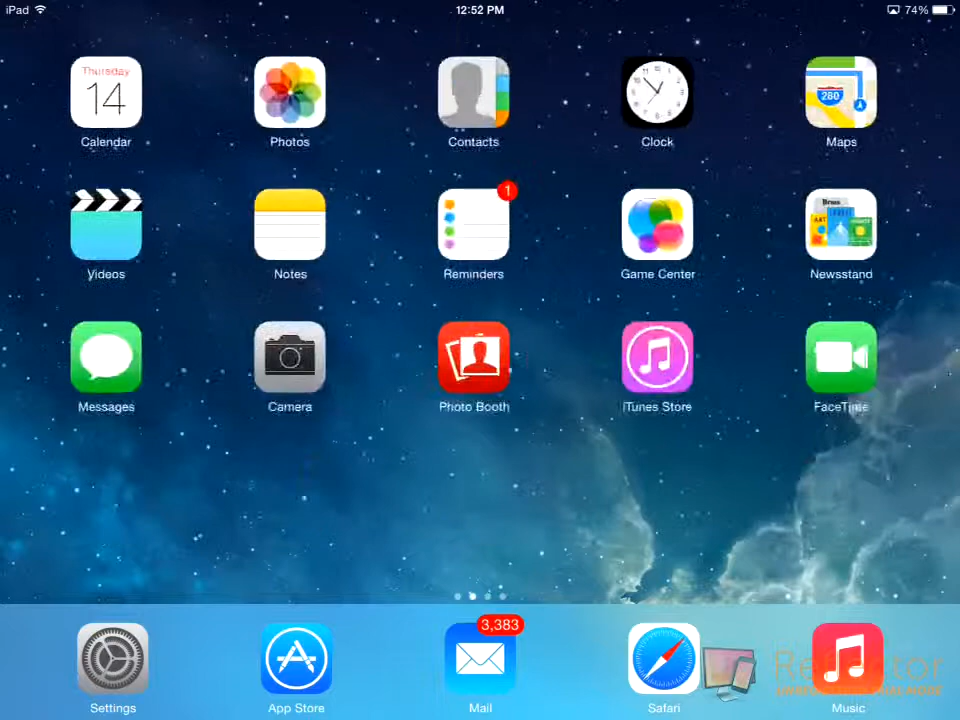 iPad 12:52 PM 74%
Thursday
14
280
Calendar Photos Contacts Clock Maps
1
Videos Notes Reminders Game Center Newsstand
Messages Camera Photo Booth iTunes Store FaceTime
3,383
Settings App Store Mail Safari Music